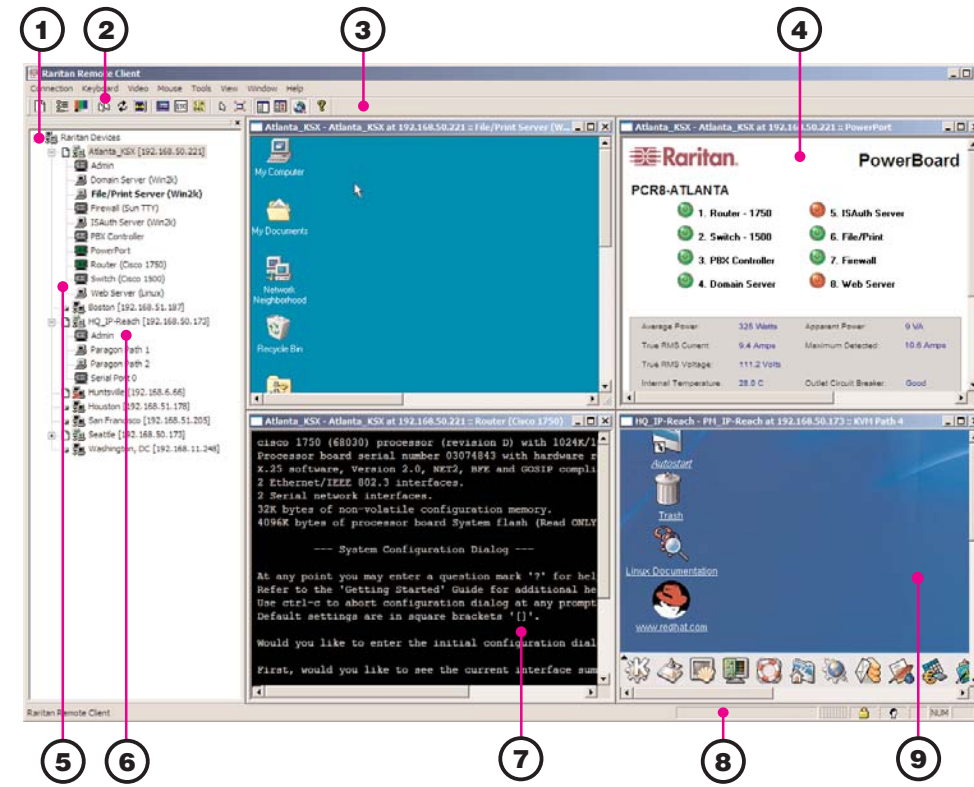 1 2 3 4
Raritan Remote Client
Connection Keyboard Video Mouse Tools View Window Help
Raritan Devices
Atlanta_KSX [192.168.50.221]
Admin
Domain Server (Win2k)
File/Print Server (Win2k)
Firewall (Sun TTY)
ISAuth Server (Win2k)
PBX Controller
PowerPort
Router (Cisco 1750)
Switch (Cisco 1500)
Web Server (Linux)
Boston [192.168.51.187]
HQ_IP-Reach [192.168.50.173]
Admin
Paragon Path 1
Paragon Path 2
Serial Port 0
Huntsville [192.168.6.66]
Houston [192.168.51.178]
San Francisco [192.168.51.205]
Seattle [192.168.50.173]
Washington, DC [192.168.11.248]
Atlanta_KSX - Atlanta_KSX at 192.168.50.221 :: File/Print Server (W...
My Computer
My Documents
Network
Neighborhood
Recycle Bin
Atlanta_KSX - Atlanta_KSX at 192.168.50.221 :: PowerPort
Raritan.
PowerBoard
PCR8-ATLANTA
1. Router - 1750
2. Switch - 1500
3. PBX Controller
4. Domain Server
5. ISAuth Server
6. File/Print
7. Firewall
8. Web Server
Average Power: 325 Watts Apparent Power: 0 VA
True RMS Current: 9.4 Amps Maximum Detected: 10.6 Amps
True RMS Voltage: 111.2 Volts
Internal Temperature: 28.0 C Outlet Circuit Breaker: Good
Atlanta_KSX - Atlanta_KSX at 192.168.50.221 :: Router (Cisco 1750)
cisco 1750 (68030) processor (revision D) with 1024K/1
Processor board serial number 03074843 with hardware r
X.25 software, Version 2.0, NET2, BFE and GOSIP compli
2 Ethernet/IEEE 802.3 interfaces.
2 Serial network interfaces.
32K bytes of non-volatile configuration memory.
4096K bytes of processor board System flash (Read ONLY
--- System Configuration Dialog ---
At any point you may enter a question mark '?' for hel
Refer to the 'Getting Started' Guide for additional he
Use ctrl-c to abort configuration dialog at any prompt
Default settings are in square brackets '[]'.
Would you like to enter the initial configuration dial
First, would you like to see the current interface sum
HQ_IP-Reach - PH_IP-Reach at 192.168.50.173 :: KVM Path 4
Autostart
Trash
Linux Documentation
www.redhat.com
Raritan Remote Client
NUM
5 6 7 8 9